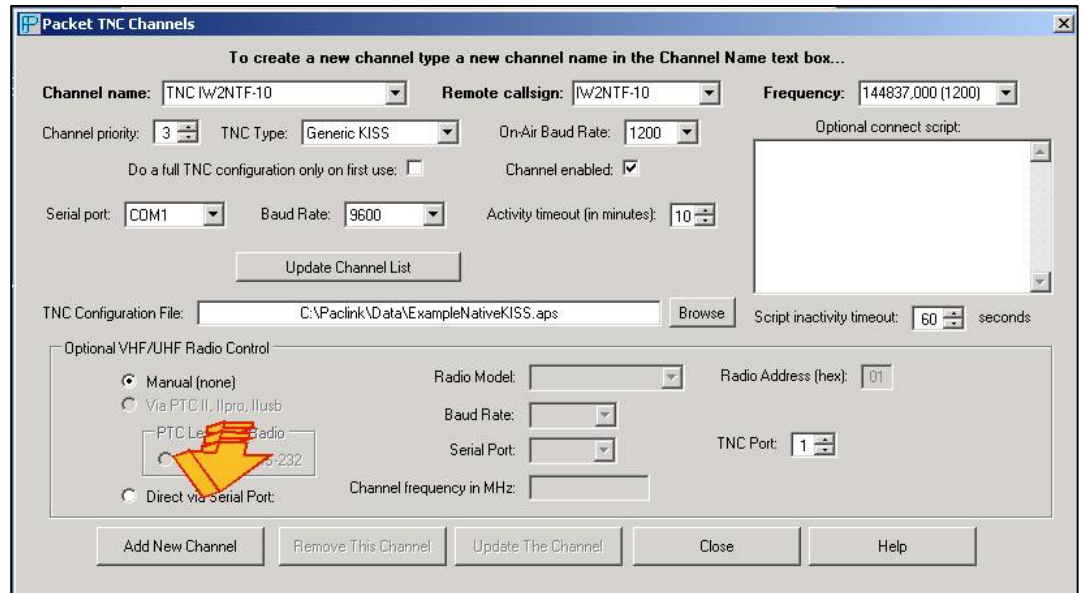 Packet TNC Channels
To create a new channel type a new channel name in the Channel Name text box...
Channel name: TNC IW2NTF-10 Remote callsign: IW2NTF-10 Frequency: 144837,000 (1200)
Channel priority: 3 TNC Type: Generic KISS On-Air Baud Rate: 1200 Optional connect script:
Do a full TNC configuration only on first use: Channel enabled:
Serial port: COM1 Baud Rate: 9600 Activity timeout (in minutes): 10
Update Channel List
TNC Configuration File: C:\Paclink\Data\ExampleNativeKISS.aps Browse Script inactivity timeout: 60 seconds
Optional VHF/UHF Radio Control
Manual (none) Radio Model: Radio Address (hex): 01
Via PTC II, IIpro, IIusb Baud Rate:
PTC Radio Serial Port: TNC Port: 1
Direct via Serial Port: Channel frequency in MHz:
Add New Channel Remove This Channel Update The Channel Close Help